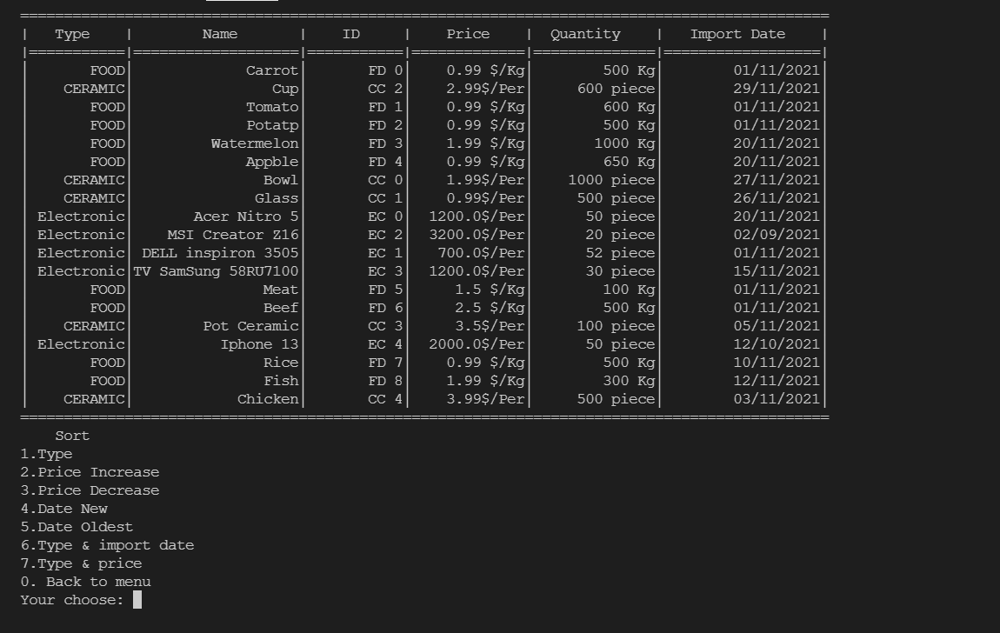 ==============================================================================================
|   Type    |        Name       |    ID     |    Price    |  Quantity    |   Import Date    |
|===========|===================|===========|=============|==============|==================|
| FOOD| Carrot| FD 0| 0.99 $/Kg| 500 Kg| 01/11/2021|
| CERAMIC| Cup| CC 2| 2.99$/Per| 600 piece| 29/11/2021|
| FOOD| Tomato| FD 1| 0.99 $/Kg| 600 Kg| 01/11/2021|
| FOOD| Potatp| FD 2| 0.99 $/Kg| 500 Kg| 01/11/2021|
| FOOD| Watermelon| FD 3| 1.99 $/Kg| 1000 Kg| 20/11/2021|
| FOOD| Appble| FD 4| 0.99 $/Kg| 650 Kg| 20/11/2021|
| CERAMIC| Bowl| CC 0| 1.99$/Per| 1000 piece| 27/11/2021|
| CERAMIC| Glass| CC 1| 0.99$/Per| 500 piece| 26/11/2021|
| Electronic| Acer Nitro 5| EC 0| 1200.0$/Per| 50 piece| 20/11/2021|
| Electronic| MSI Creator Z16| EC 2| 3200.0$/Per| 20 piece| 02/09/2021|
| Electronic| DELL inspiron 3505| EC 1| 700.0$/Per| 52 piece| 01/11/2021|
| Electronic|TV SamSung 58RU7100| EC 3| 1200.0$/Per| 30 piece| 15/11/2021|
| FOOD| Meat| FD 5| 1.5 $/Kg| 100 Kg| 01/11/2021|
| FOOD| Beef| FD 6| 2.5 $/Kg| 500 Kg| 01/11/2021|
| CERAMIC| Pot Ceramic| CC 3| 3.5$/Per| 100 piece| 05/11/2021|
| Electronic| Iphone 13| EC 4| 2000.0$/Per| 50 piece| 12/10/2021|
| FOOD| Rice| FD 7| 0.99 $/Kg| 500 Kg| 10/11/2021|
| FOOD| Fish| FD 8| 1.99 $/Kg| 300 Kg| 12/11/2021|
| CERAMIC| Chicken| CC 4| 3.99$/Per| 500 piece| 03/11/2021|
==============================================================================================
Sort
1.Type
2.Price Increase
3.Price Decrease
4.Date New
5.Date Oldest
6.Type & import date
7.Type & price
0. Back to menu
Your choose: